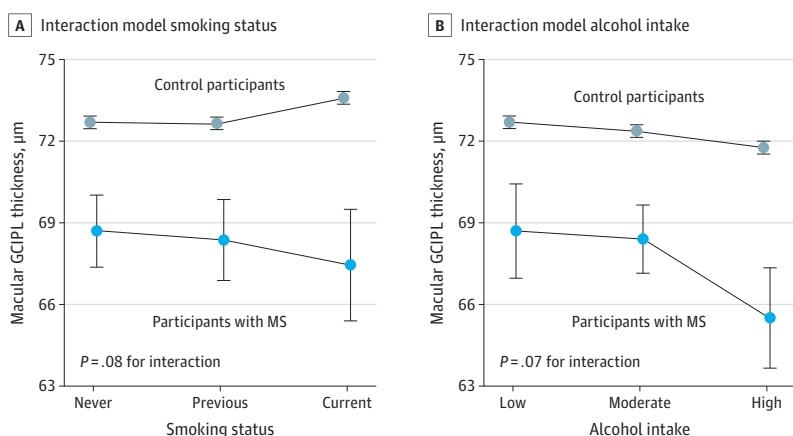 A Interaction model smoking status
75
72
69
66
63
Macular GCIPL thickness, μm
Control participants
Participants with MS
P = .08 for interaction
Never Previous Current
Smoking status
B Interaction model alcohol intake
75
72
69
66
63
Macular GCIPL thickness, μm
Control participants
Participants with MS
P = .07 for interaction
Low Moderate High
Alcohol intake